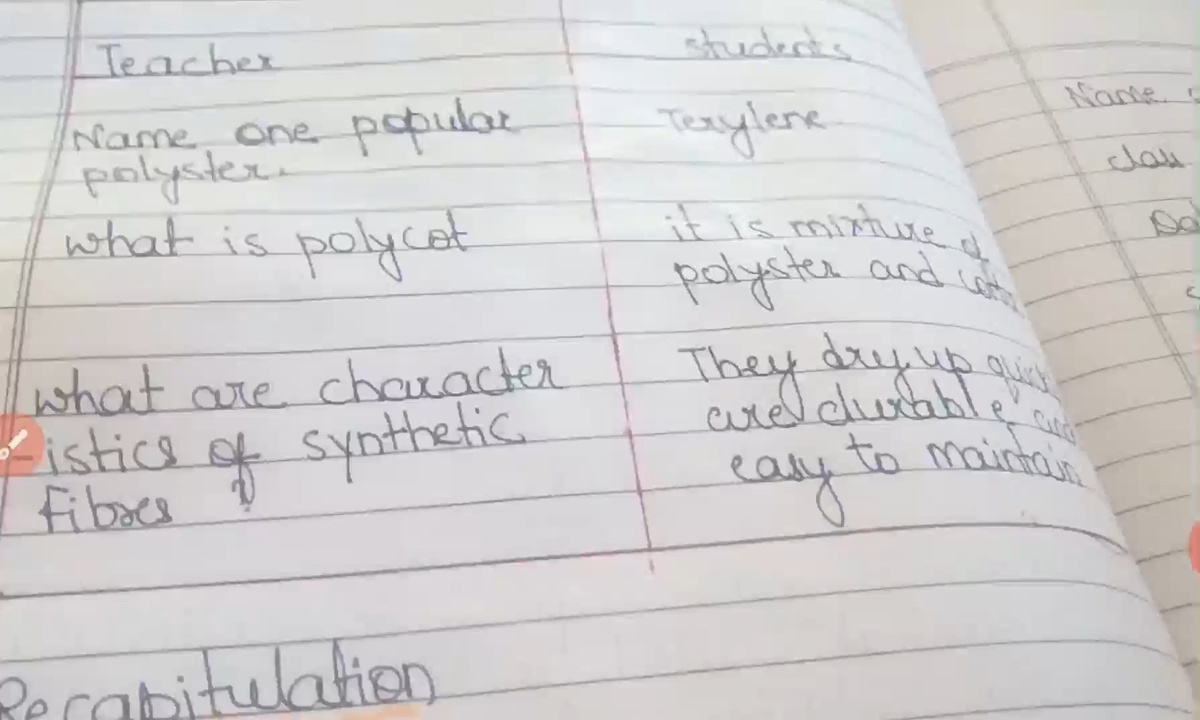 Teacher
students
Name one popular
polyster.
Terylene
what is polycot
it is mixture of
polyster and
what are character
istics of synthetic
fibres ?
They dry up
are durable
easy to maintain
Recapitulation
Name